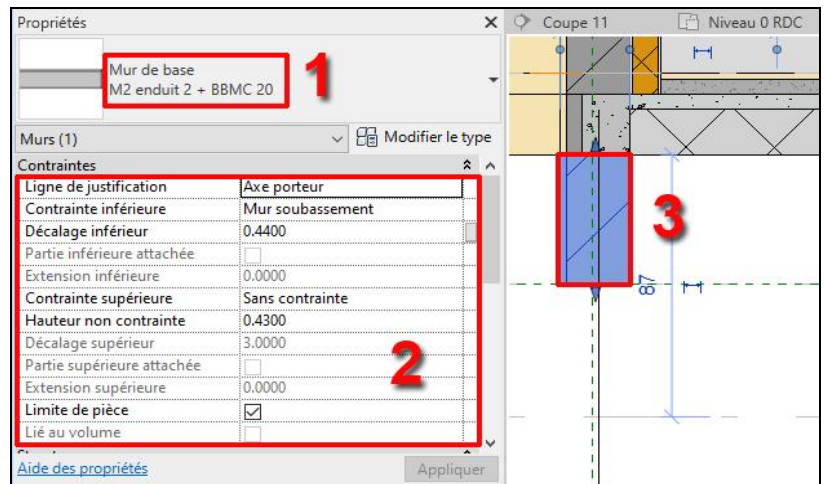 Propriétés
Coupe 11
Niveau 0 RDC
Mur de base
M2 enduit 2 + BBMC 20
1
Murs (1)
Modifier le type
Contraintes
Ligne de justification Axe porteur
Contrainte inférieure Mur soubassement
Décalage inférieur 0.4400
Partie inférieure attachée
Extension inférieure 0.0000
Contrainte supérieure Sans contrainte
Hauteur non contrainte 0.4300
Décalage supérieur 3.0000
Partie supérieure attachée
Extension supérieure 0.0000
Limite de pièce
Lié au volume
2
3
87
Aide des propriétés
Appliquer